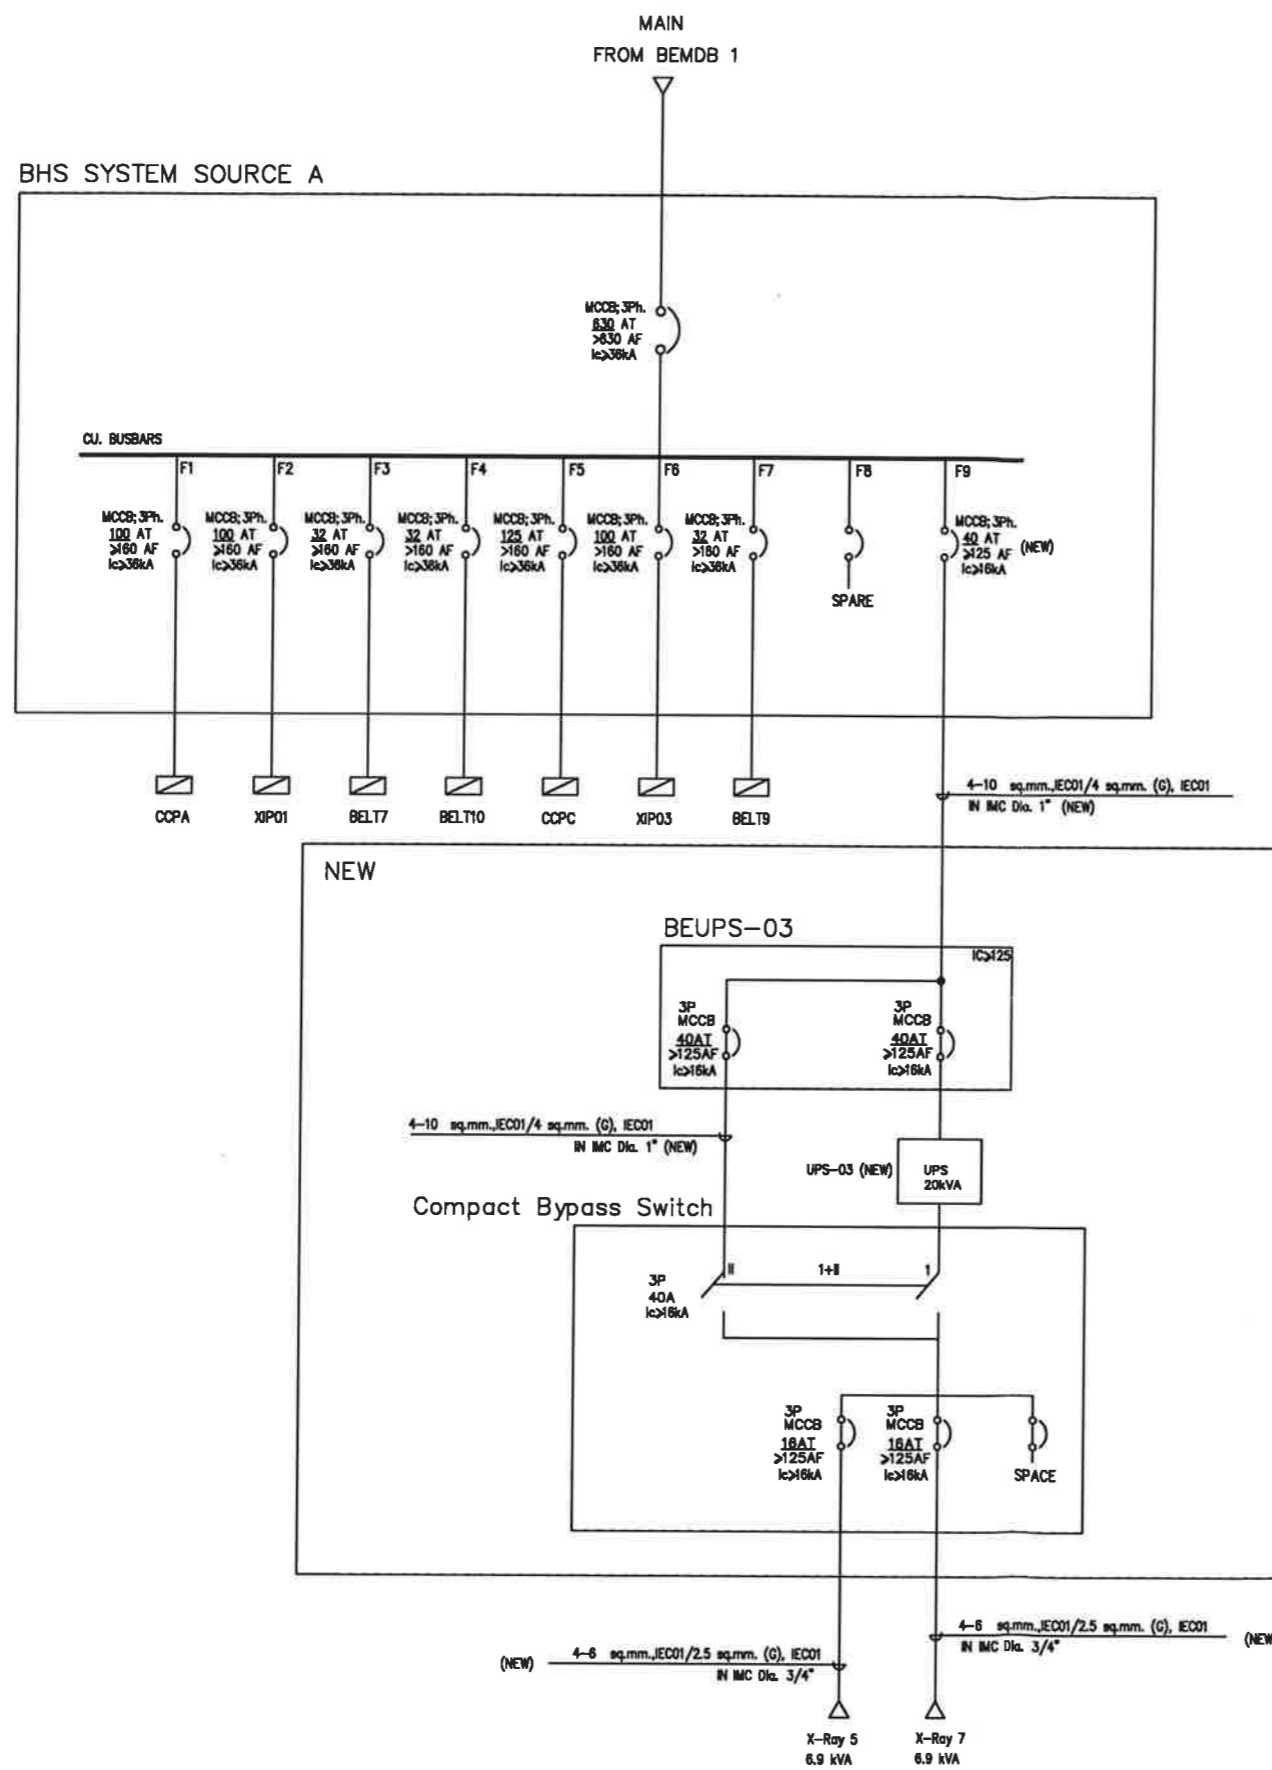 MAIN
FROM BEMDB 1
BHS SYSTEM SOURCE A
MCCB; 3Ph.
630 AT
>630 AF
Ic>36kA
CU. BUSBARS
F1
F2
F3
F4
F5
F6
F7
F8
F9
MCCB; 3Ph.
100 AT
>160 AF
Ic>36kA
MCCB; 3Ph.
100 AT
>160 AF
Ic>36kA
MCCB; 3Ph.
32 AT
>160 AF
Ic>36kA
MCCB; 3Ph.
32 AT
>160 AF
Ic>36kA
MCCB; 3Ph.
125 AT
>160 AF
Ic>36kA
MCCB; 3Ph.
100 AT
>160 AF
Ic>36kA
MCCB; 3Ph.
32 AT
>160 AF
Ic>36kA
SPARE
MCCB; 3Ph.
40 AT
>125 AF
Ic>16kA
(NEW)
CCPA
XIP01
BELT7
BELT10
CCPC
XIP03
BELT9
4-10 sq.mm.,IEC01/4 sq.mm. (G), IEC01
IN IMC Dia. 1" (NEW)
NEW
BEUPS-03
IC>125
3P
MCCB
40AT
>125AF
Ic>16kA
3P
MCCB
40AT
>125AF
Ic>16kA
4-10 sq.mm.,IEC01/4 sq.mm. (G), IEC01
IN IMC Dia. 1" (NEW)
UPS-03 (NEW)
UPS
20kVA
Compact Bypass Switch
II
1+II
1
3P
40A
Ic>16kA
3P
MCCB
16AT
>125AF
Ic>16kA
3P
MCCB
16AT
>125AF
Ic>16kA
SPACE
4-6 sq.mm.,IEC01/2.5 sq.mm. (G), IEC01
IN IMC Dia. 3/4"
(NEW
(NEW)
4-6 sq.mm.,IEC01/2.5 sq.mm. (G), IEC01
IN IMC Dia. 3/4"
X-Ray 5
6.9 kVA
X-Ray 7
6.9 kVA